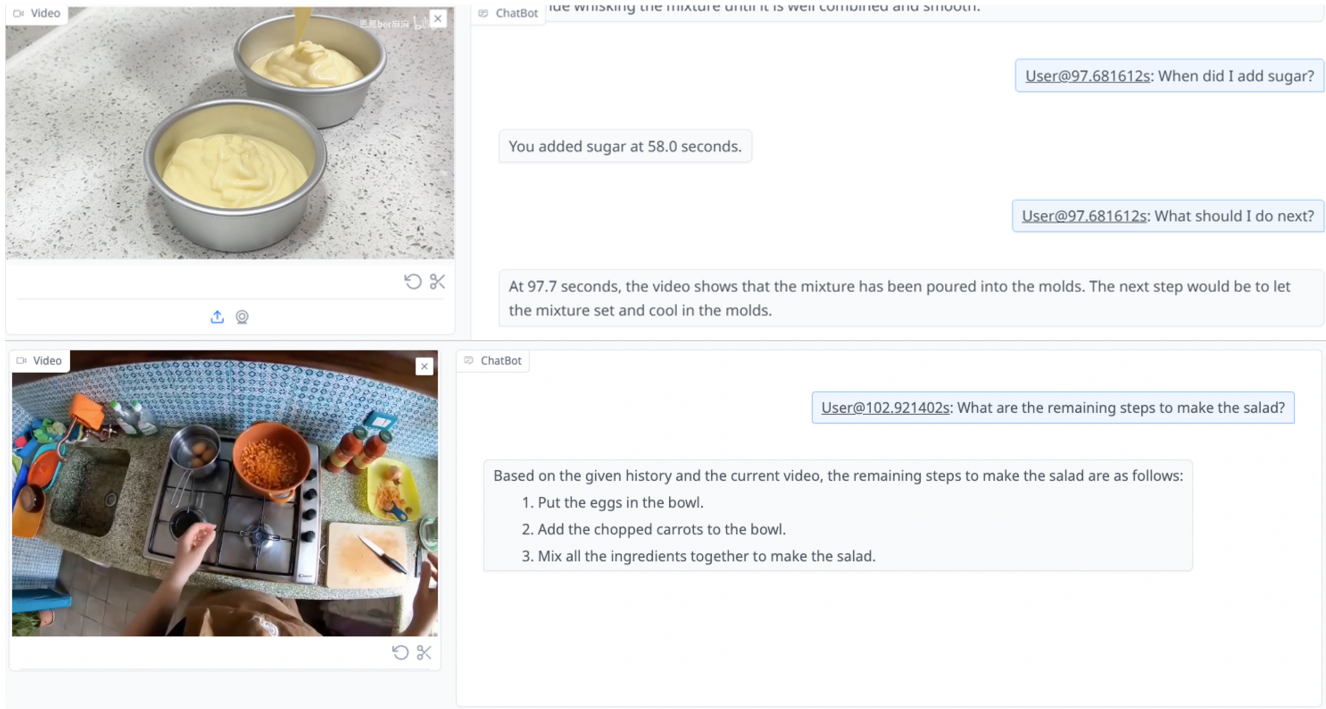 Video
ChatBot
whisking the mixture until it is well combined and smooth.
User@97.681612s: When did I add sugar?
You added sugar at 58.0 seconds.
User@97.681612s: What should I do next?
At 97.7 seconds, the video shows that the mixture has been poured into the molds. The next step would be to let
the mixture set and cool in the molds.
Video
ChatBot
User@102.921402s: What are the remaining steps to make the salad?
Based on the given history and the current video, the remaining steps to make the salad are as follows:
1. Put the eggs in the bowl.
2. Add the chopped carrots to the bowl.
3. Mix all the ingredients together to make the salad.